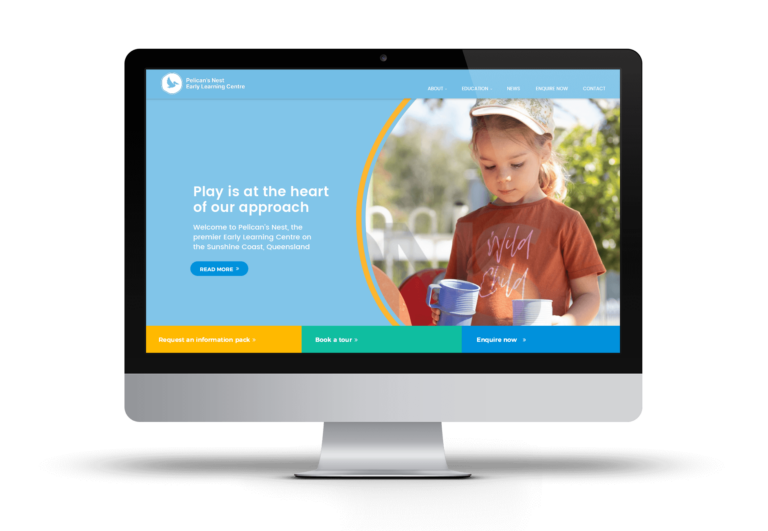 Pelican's Nest
Early Learning Centre
ABOUT
EDUCATION
NEWS
ENQUIRE NOW
CONTACT
Play is at the heart
of our approach
Welcome to Pelican's Nest, the
premier Early Learning Centre on
the Sunshine Coast, Queensland
READ MORE >
Wild
Child
Request an information pack >
Book a tour >
Enquire now >